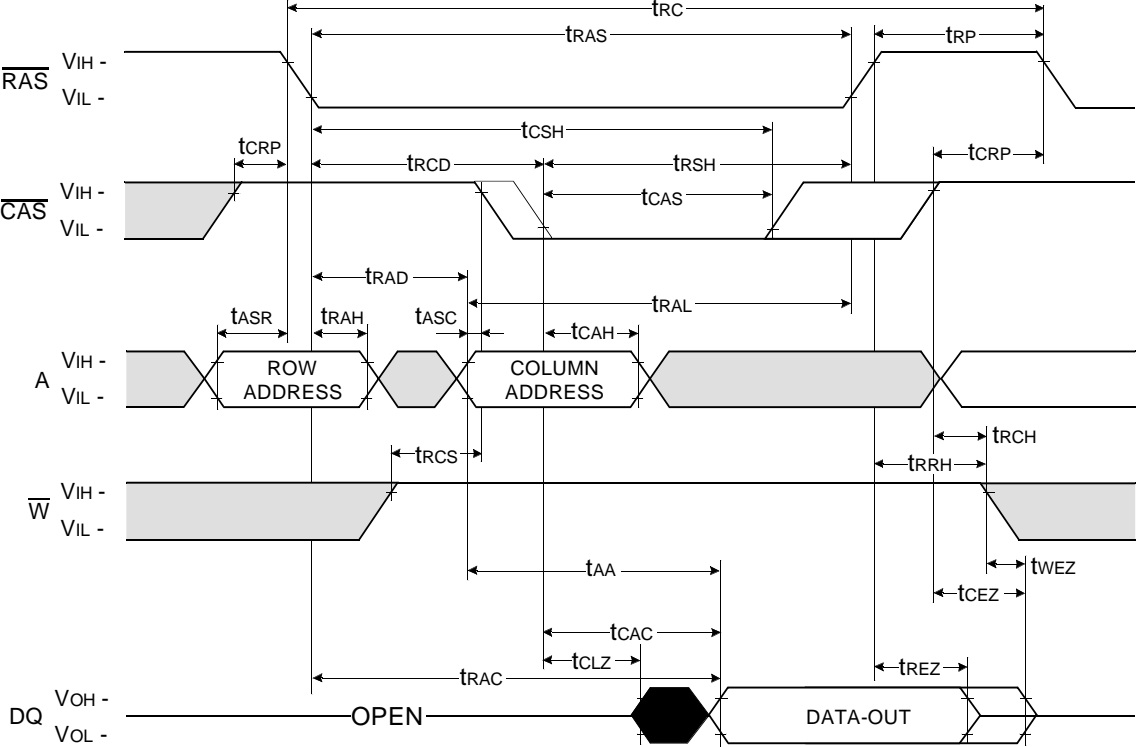 tRC
tRAS
tRP
RAS
VIH -
VIL -
tCSH
tCRP
tRCD
tRSH
tCRP
tCAS
CAS
VIH -
VIL -
tRAD
tRAL
tASR
tRAH
tASC
tCAH
A
VIH -
VIL -
ROW
ADDRESS
COLUMN
ADDRESS
tRCH
tRCS
tRRH
W
VIH -
VIL -
tAA
tWEZ
tCEZ
tCAC
tCLZ
tREZ
tRAC
DQ
VOH -
VOL -
OPEN
DATA-OUT